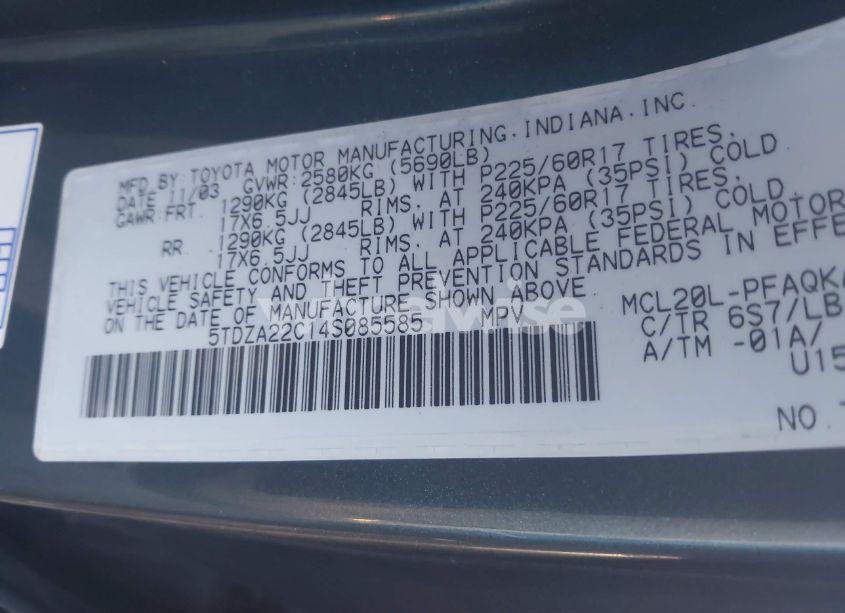 MFD BY: TOYOTA MOTOR MANUFACTURING, INDIANA, INC.
DATE 11/03 GVWR: 2580KG (5690LB)
GAWR: FRT. 1290KG (2845LB) WITH P225/60R17 TIRES,
17X6.5JJ RIMS, AT 240KPA (35PSI) COLD
RR 1290KG (2845LB) WITH P225/60R17 TIRES,
17X6.5JJ RIMS, AT 240KPA (35PSI) COLD.
THIS VEHICLE CONFORMS TO ALL APPLICABLE FEDERAL MOTOR
VEHICLE SAFETY AND THEFT PREVENTION STANDARDS IN EFFE
ON THE DATE OF MANUFACTURE SHOWN ABOVE.
5TDZA22C14S085585 MPV
MCL20L-PFAQKA
C/TR 6S7/LB
A/TM -01A/
U15
NO.